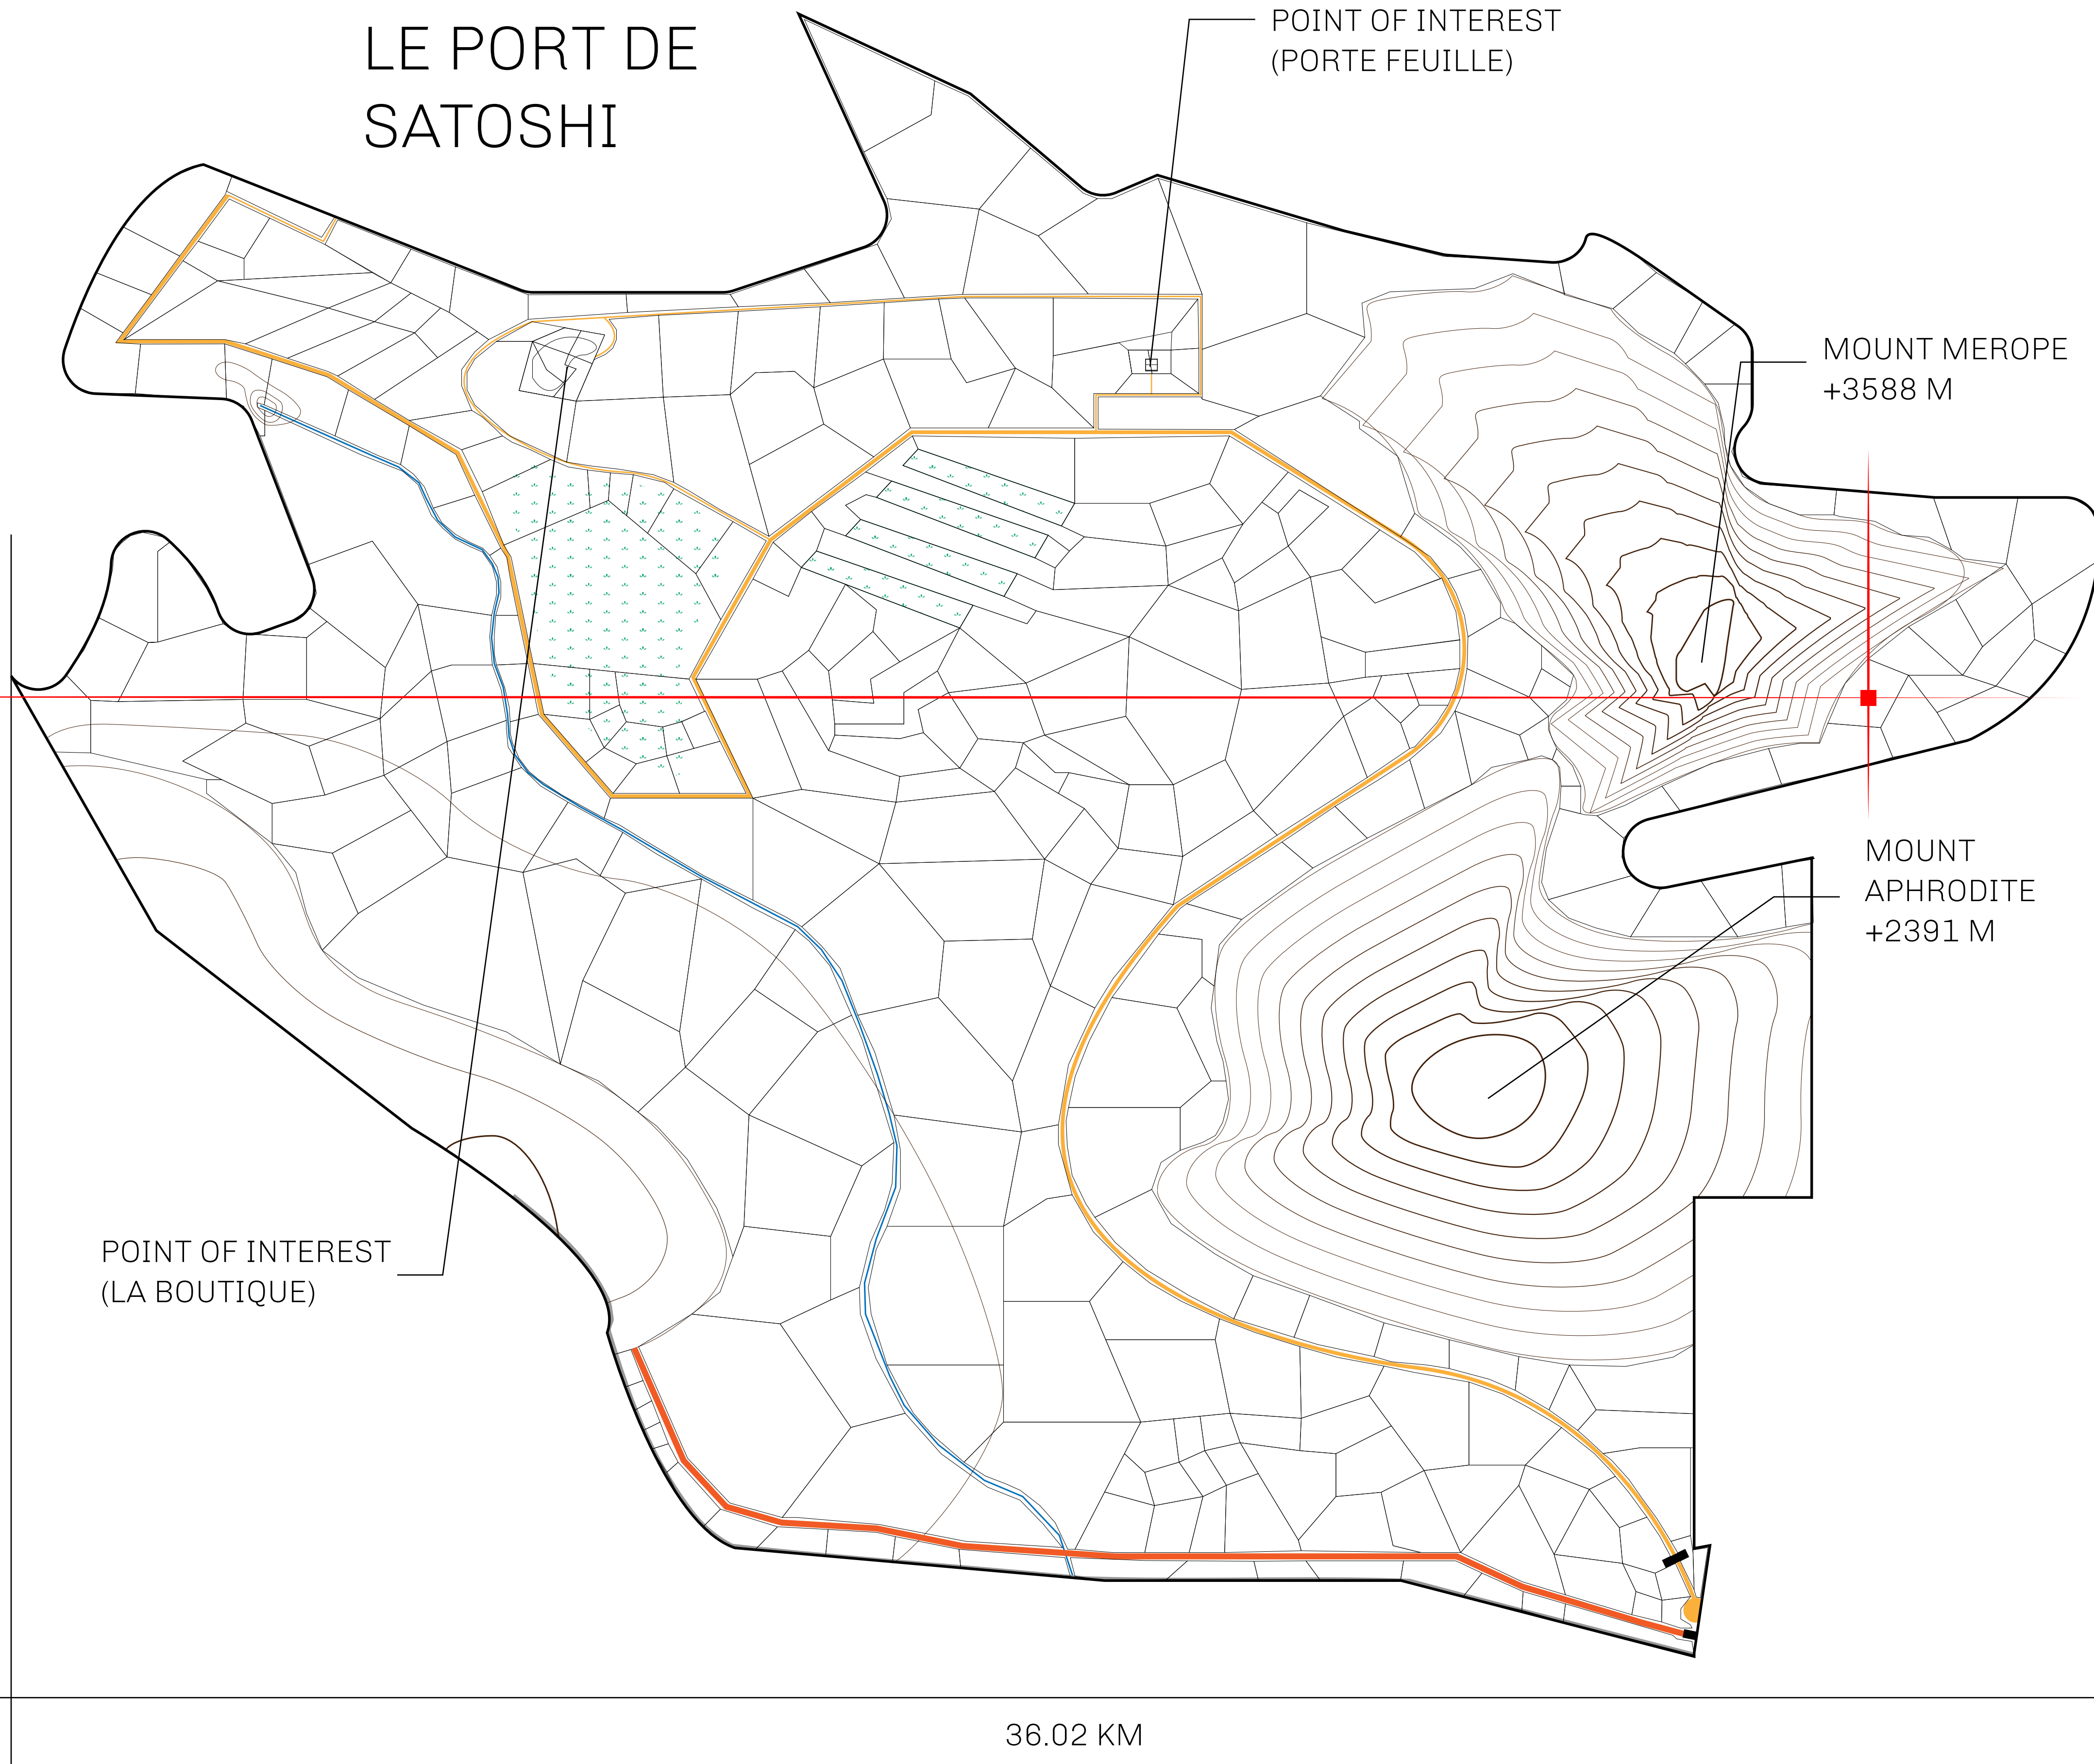 LE PORT DE
SATOSHI
POINT OF INTEREST
(PORTE FEUILLE)
MOUNT MEROPE
+3588 M
MOUNT
APHRODITE
+2391 M
POINT OF INTEREST
(LA BOUTIQUE)
36.02 KM